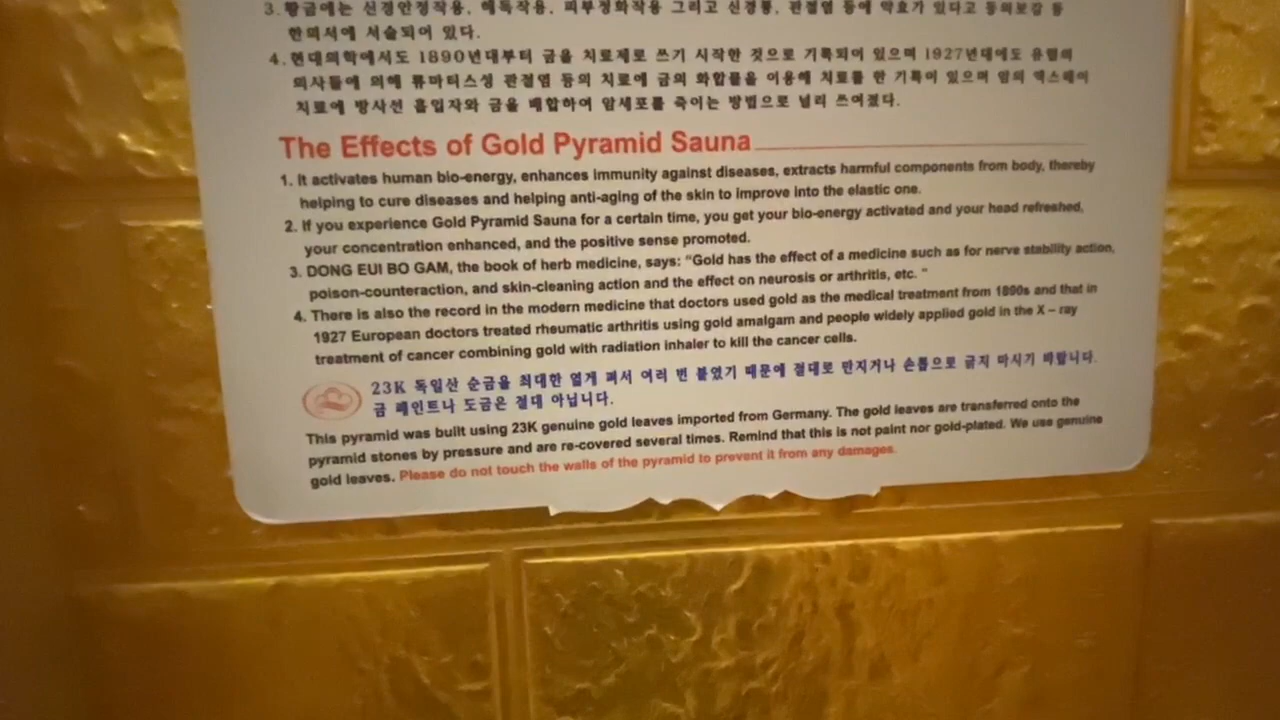 3. 황금에는 신경안정작용, 해독작용, 피부정화작용 그리고 신경통, 관절염 등에 약효가 있다고 동의보감 등
한의서에 서술되어 있다.
4. 현대의학에서도 1890년대부터 금을 치료제로 쓰기 시작한 것으로 기록되어 있으며 1927년대에도 유럽의
의사들에 의해 류마티스성 관절염 등의 치료에 금의 화합물을 이용해 치료를 한 기록이 있으며 암의 엑스레이
치료에 방사선 흡입자와 금을 배합하여 암세포를 죽이는 방법으로 널리 쓰여졌다.
The Effects of Gold Pyramid Sauna
1. It activates human bio-energy, enhances immunity against diseases, extracts harmful components from body, thereby
helping to cure diseases and helping anti-aging of the skin to improve into the elastic one.
2. If you experience Gold Pyramid Sauna for a certain time, you get your bio-energy activated and your head refreshed,
your concentration enhanced, and the positive sense promoted.
3. DONG EUI BO GAM, the book of herb medicine, says: "Gold has the effect of a medicine such as for nerve stability action,
poison-counteraction, and skin-cleaning action and the effect on neurosis or arthritis, etc. "
4. There is also the record in the modern medicine that doctors used gold as the medical treatment from 1890s and that in
1927 European doctors treated rheumatic arthritis using gold amalgam and people widely applied gold in the X – ray
treatment of cancer combining gold with radiation inhaler to kill the cancer cells.
23K 독일산 순금을 최대한 얇게 펴서 여러 번 붙였기 때문에 절대로 만지거나 손톱으로 긁지 마시기 바랍니다.
금 페인트나 도금은 절대 아닙니다.
This pyramid was built using 23K genuine gold leaves imported from Germany. The gold leaves are transferred onto the
pyramid stones by pressure and are re-covered several times. Remind that this is not paint nor gold-plated. We use genuine
gold leaves. Please do not touch the walls of the pyramid to prevent it from any damages.